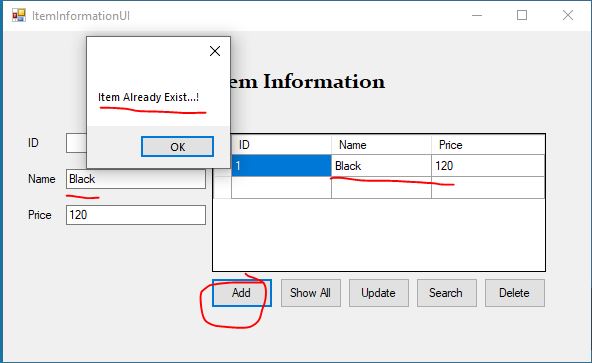 ItemInformationUI
em Information
Item Already Exist...!
OK
ID
Name Black
Price 120
ID Name Price
1 Black 120
Add Show All Update Search Delete